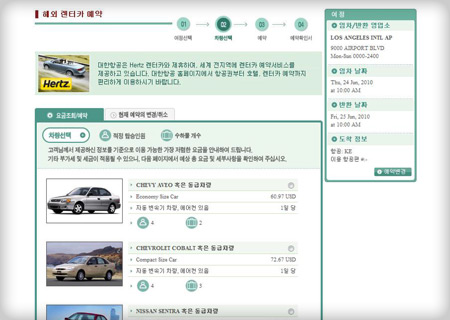 해외 렌터카 예약
01
02
03
04
여정선택
차량선택
예약
예약확인서
Hertz
대한항공은 Hertz 렌터카와 제휴하여, 세계 전지역에 렌터카 예약서비스를
제공하고 있습니다. 대한항공 홈페이지에서 항공권부터 호텔, 렌터카 예약까지
편리하게 이용하시기 바랍니다.
요금조회/예약
현재 예약의 변경/취소
차량선택
적정 탑승인원
수하물 개수
고객님께서 제공하신 정보를 기준으로 이용 가능한 가장 저렴한 요금을 안내하여 드립니다.
기타 부가세 및 세금이 적용될 수 있으니, 다음 페이지에서 예상 총 요금 및 세부사항을 확인하여 주십시오.
CHEVY AVEO 혹은 동급차량
Economy Size Car
60.97 USD
자동 변속기 차량, 에어컨 있음
1일 당
4
2
CHEVROLET COBALT 혹은 동급차량
Compact Size Car
72.67 USD
자동 변속기 차량, 에어컨 있음
1일 당
4
3
NISSAN SENTRA 혹은 동급차량
여정
임차/반환 영업소
LOS ANGELES INTL AP
9000 AIRPORT BLVD
Mon-Sun 0000-2400
임차 날짜
Thu, 24 Jun, 2010
at 10:00 AM
반환 날짜
Fri, 25 Jun, 2010
at 10:00 AM
도착 정보
항공: KE
이용 항공편 #:-
예약변경